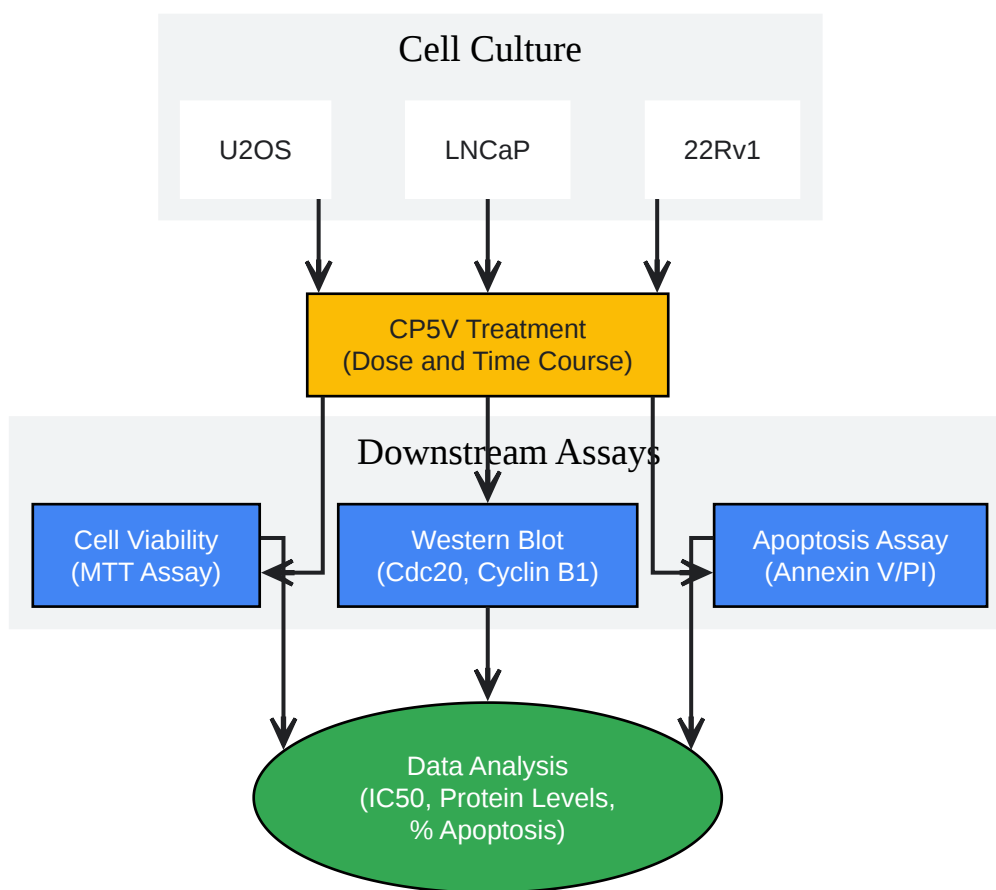 Cell Culture
U2OS
LNCaP
22Rv1
CP5V Treatment
(Dose and Time Course)
Downstream Assays
Cell Viability
(MTT Assay)
Western Blot
(Cdc20, Cyclin B1)
Apoptosis Assay
(Annexin V/PI)
Data Analysis
(IC50, Protein Levels,
% Apoptosis)